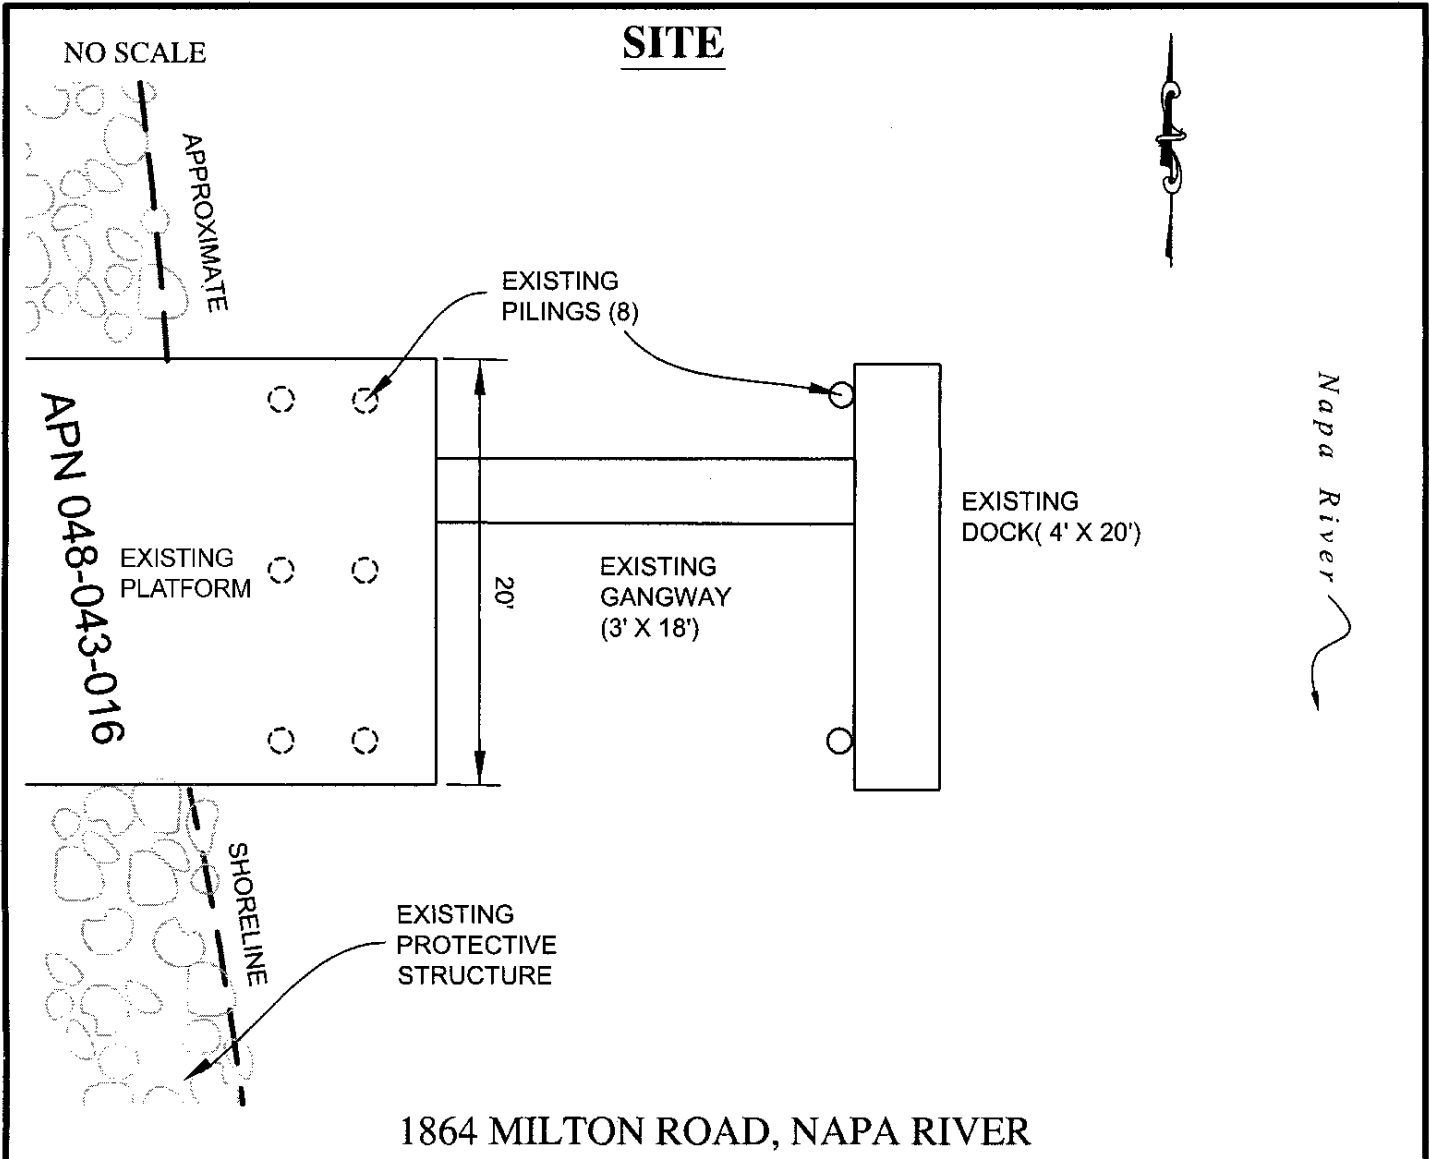 SITE
NO SCALE
APPROXIMATE
EXISTING
PILINGS (8)
Napa River
APN 048-043-016
EXISTING
PLATFORM
20'
EXISTING
GANGWAY
(3' X 18')
EXISTING
DOCK( 4' X 20')
SHORELINE
EXISTING
PROTECTIVE
STRUCTURE
1864 MILTON ROAD, NAPA RIVER